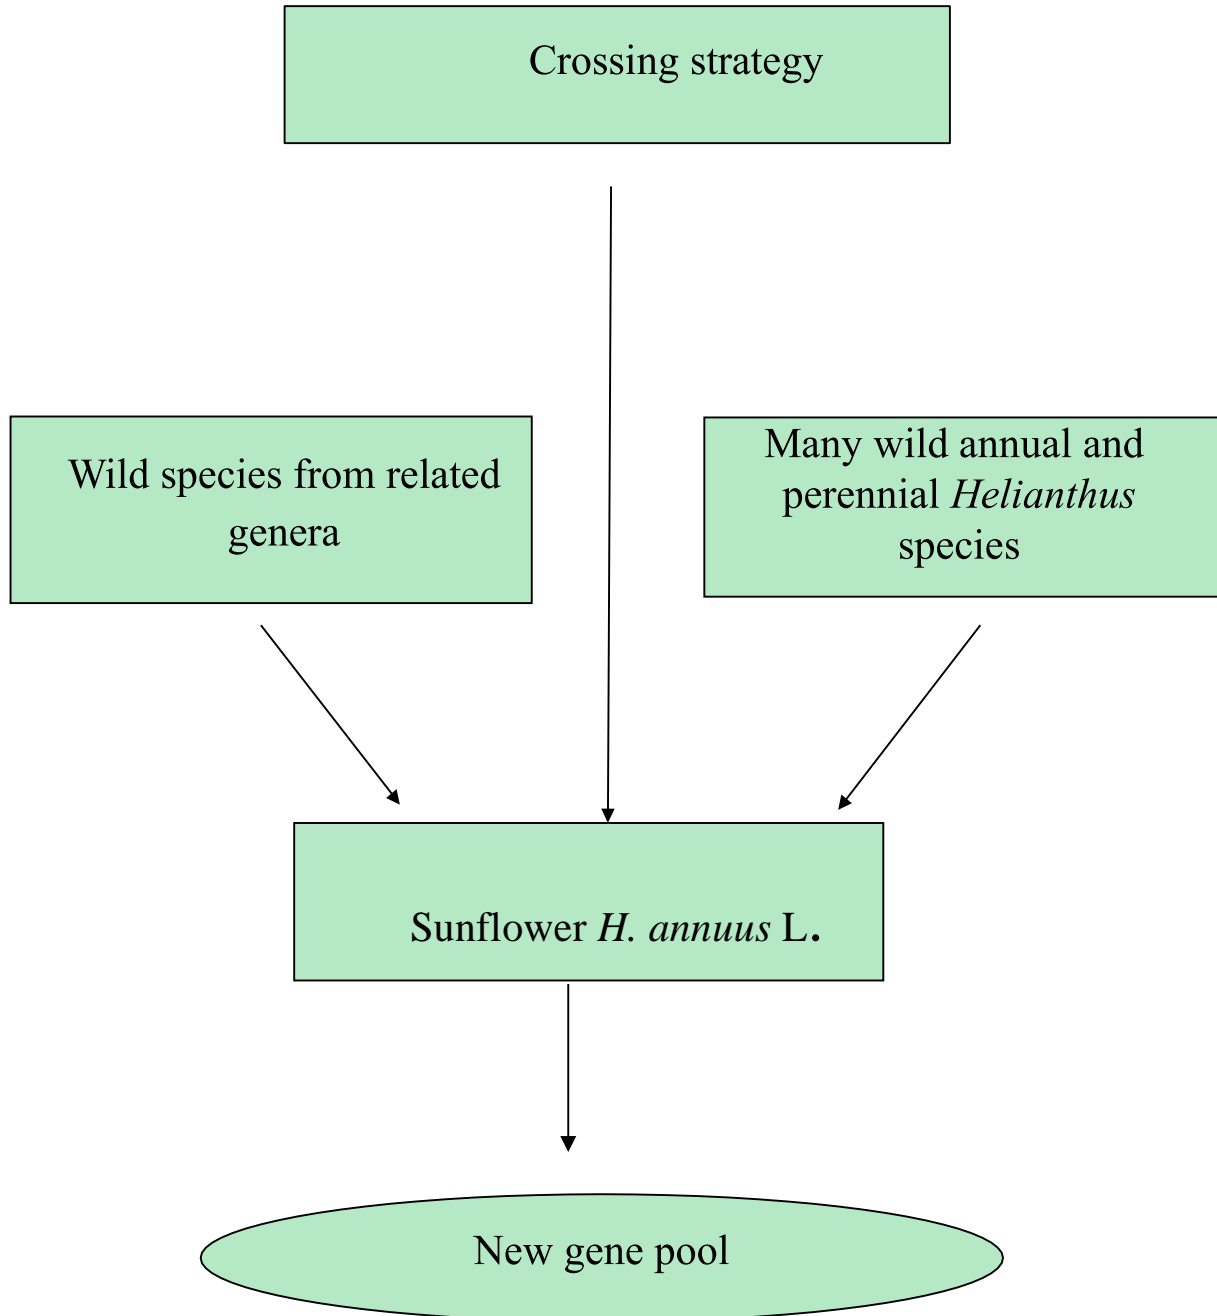 Crossing strategy
Wild species from related
genera
Many wild annual and
perennial Helianthus
species
Sunflower H. annuus L.
New gene pool